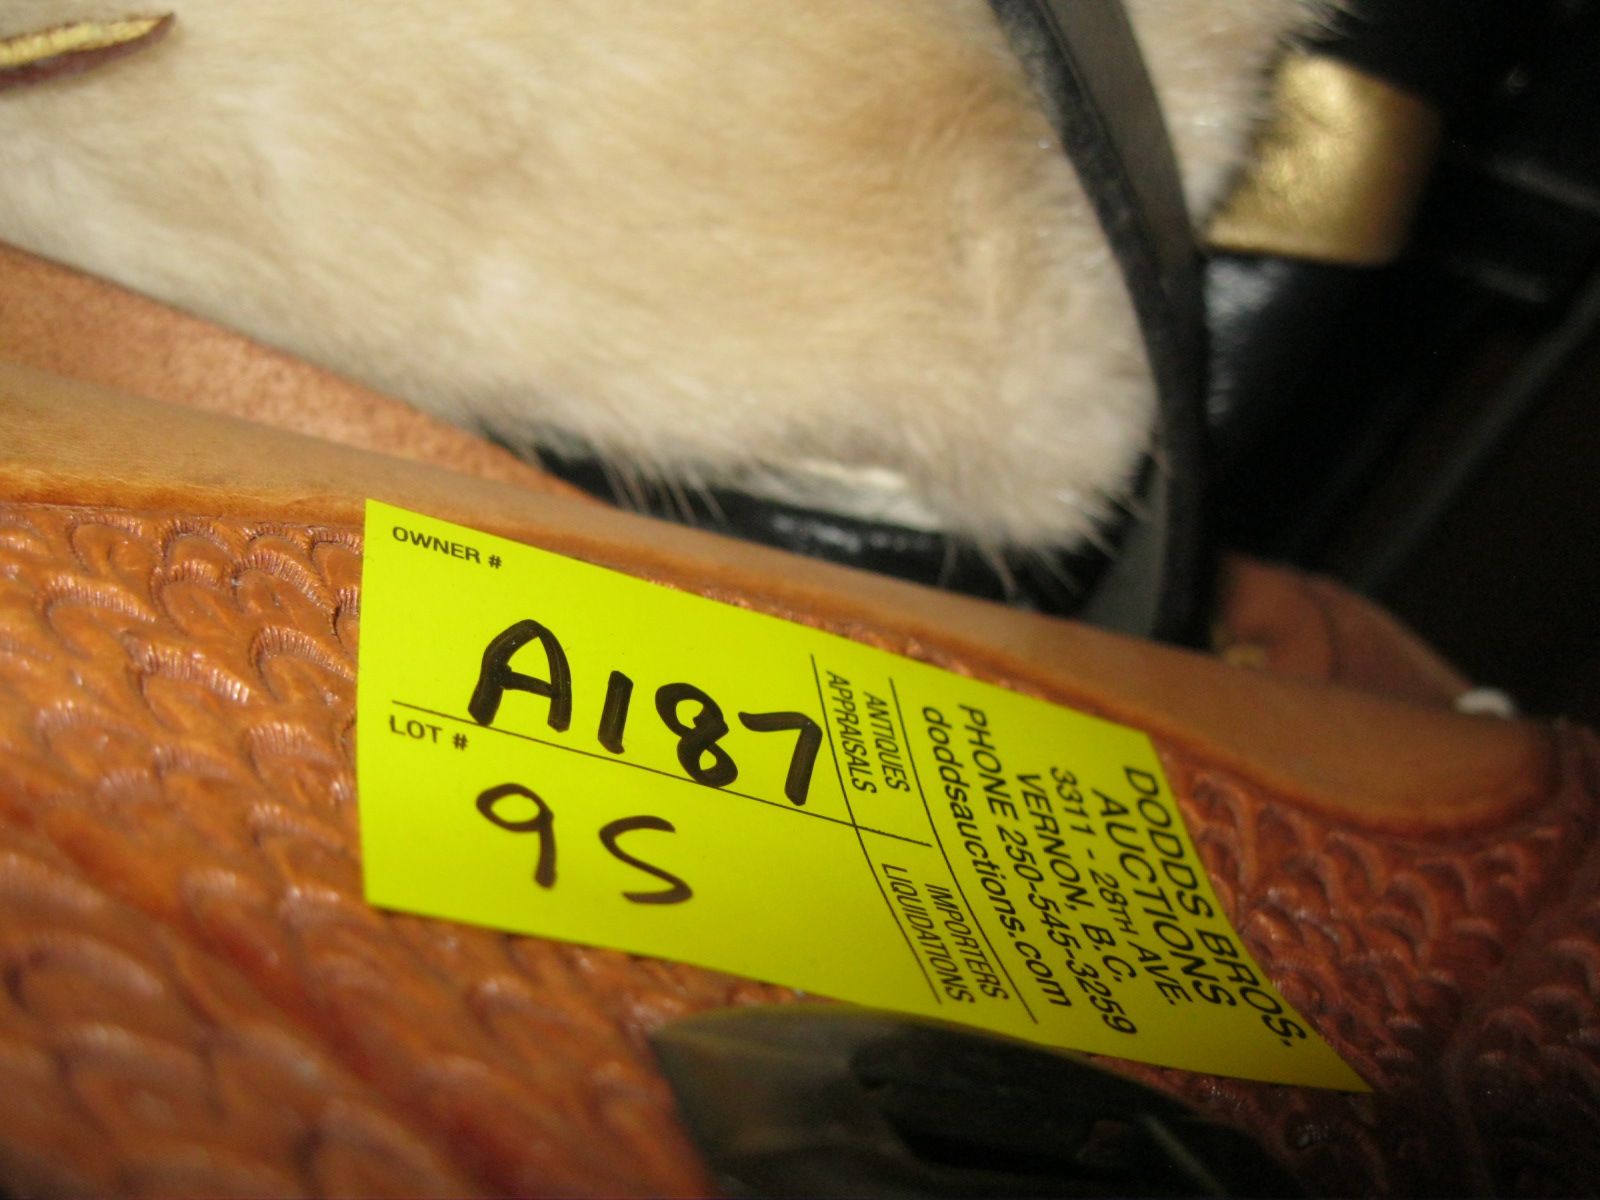 OWNER #
A187
LOT #
95
ANTIQUES
APPRAISALS
IMPORTERS
LIQUIDATIONS
DODDS BROS.
AUCTIONS
3311 - 28TH AVE.
VERNON, B.C.
PHONE 250-545-3259
doddsauctions.com